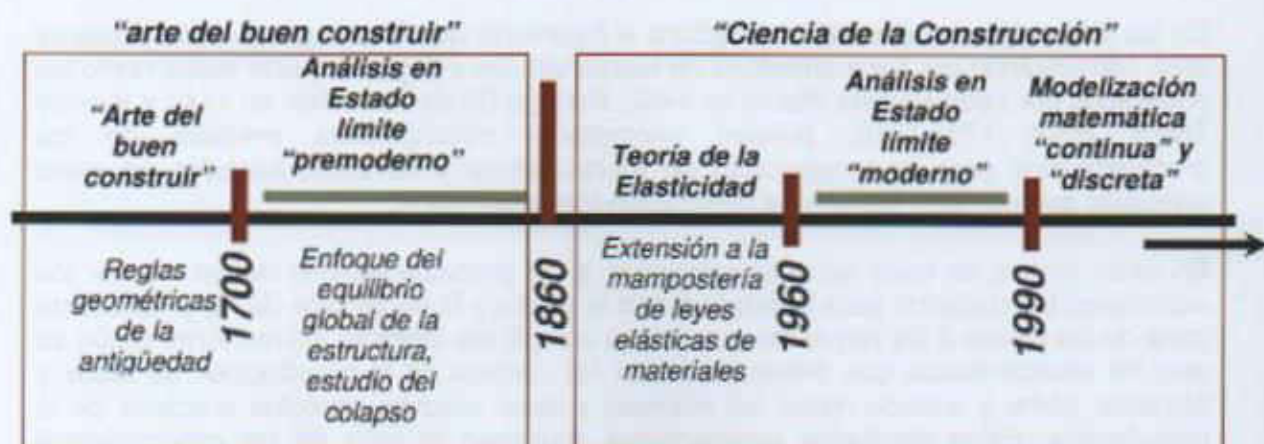 “arte del buen construir”
“Ciencia de la Construcción”
“Arte del
buen
construir”
Análisis en
Estado
límite
“premoderno”
Teoría de la
Elasticidad
Análisis en
Estado
límite
“moderno”
Modelización
matemática
“continua” y
“discreta”
1700
1860
1960
1990
Reglas
geométricas
de la
antigüedad
Enfoque del
equilibrio
global de la
estructura,
estudio del
colapso
Extensión a la
mampostería
de leyes
elásticas de
materiales